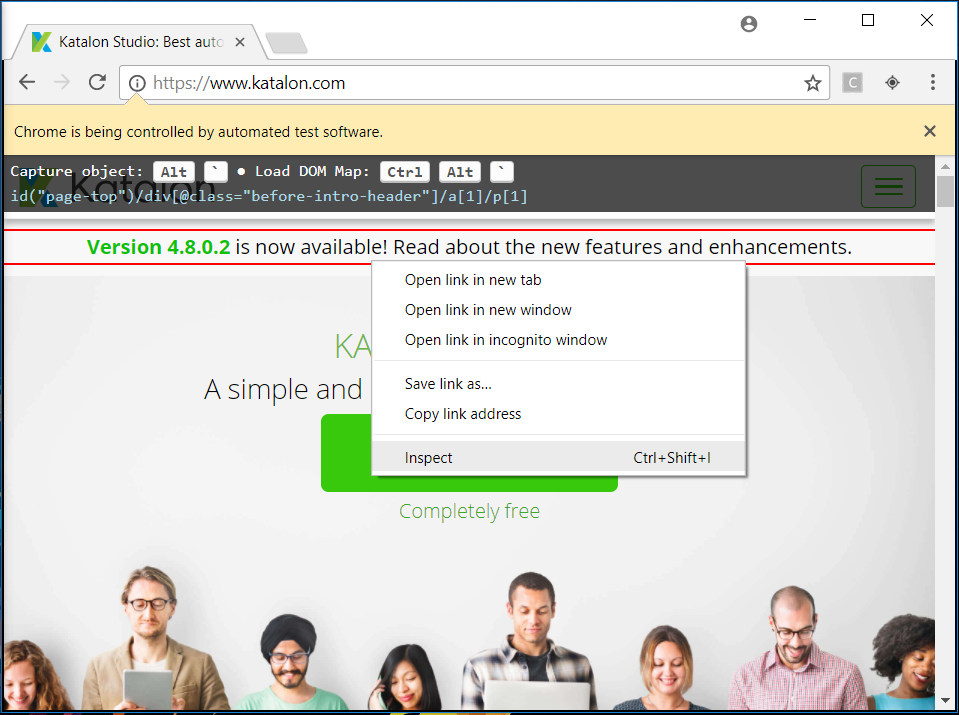 Katalon Studio: Best auto
https://www.katalon.com
C
Chrome is being controlled by automated test software.
Capture object: Alt ` ● Load DOM Map: Ctrl Alt `
Katalon
id("page-top")/div[@class="before-intro-header"]/a[1]/p[1]
Version 4.8.0.2 is now available! Read about the new features and enhancements.
Open link in new tab
Open link in new window
Open link in incognito window
KA
Save link as...
A simple and
Copy link address
Inspect Ctrl+Shift+I
Completely free